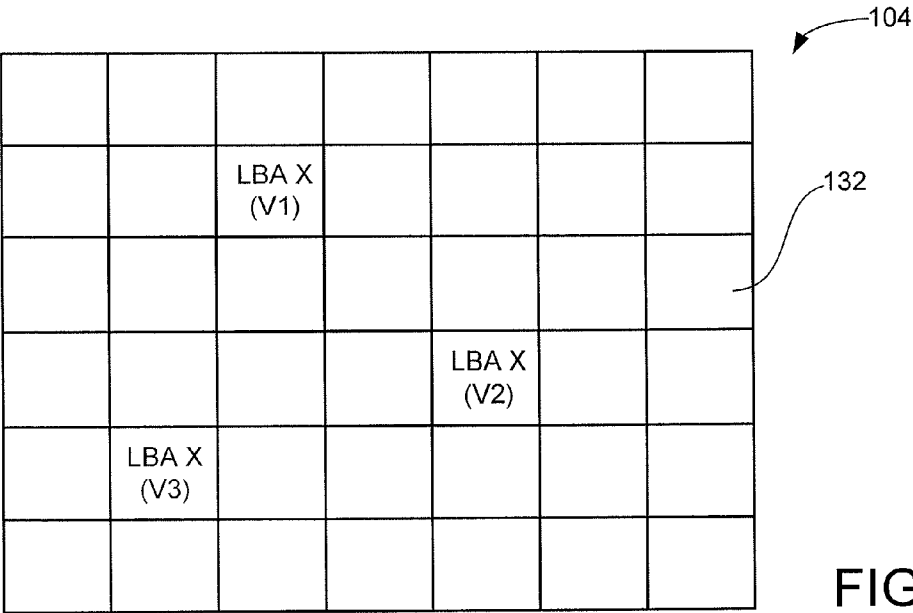 104
LBA X
(V1)
132
LBA X
(V2)
LBA X
(V3)
FIG